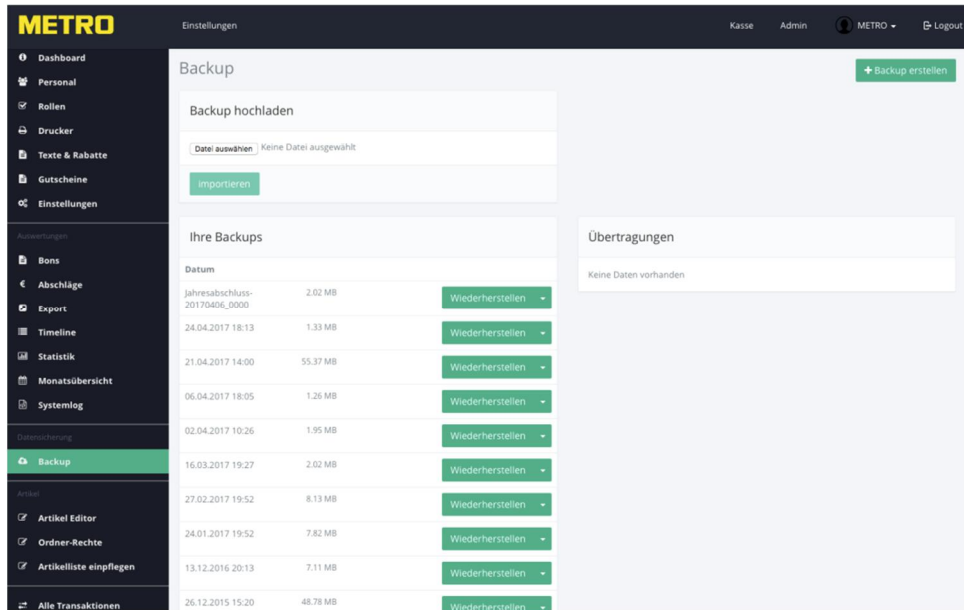 METRO
Einstellungen
Kasse
Admin
METRO
Logout
Dashboard
Personal
Rollen
Drucker
Texte & Rabatte
Gutscheine
Einstellungen
Auswertungen
Bons
€ Abschläge
Export
Timeline
Statistik
Monatsübersicht
Systemlog
Datensicherung
Backup
Artikel
Artikel Editor
Ordner-Rechte
Artikelliste einpflegen
Alle Transaktionen
Backup
+ Backup erstellen
Backup hochladen
Datei auswählen Keine Datei ausgewählt
Importieren
Ihre Backups
Datum
Jahresabschluss-
20170406_0000 2.02 MB Wiederherstellen
24.04.2017 18:13 1.33 MB Wiederherstellen
21.04.2017 14:00 55.37 MB Wiederherstellen
06.04.2017 18:05 1.26 MB Wiederherstellen
02.04.2017 10:26 1.95 MB Wiederherstellen
16.03.2017 19:27 2.02 MB Wiederherstellen
27.02.2017 19:52 8.13 MB Wiederherstellen
24.01.2017 19:52 7.82 MB Wiederherstellen
13.12.2016 20:13 7.11 MB Wiederherstellen
26.12.2015 15:20 48.78 MB Wiederherstellen
Übertragungen
Keine Daten vorhanden